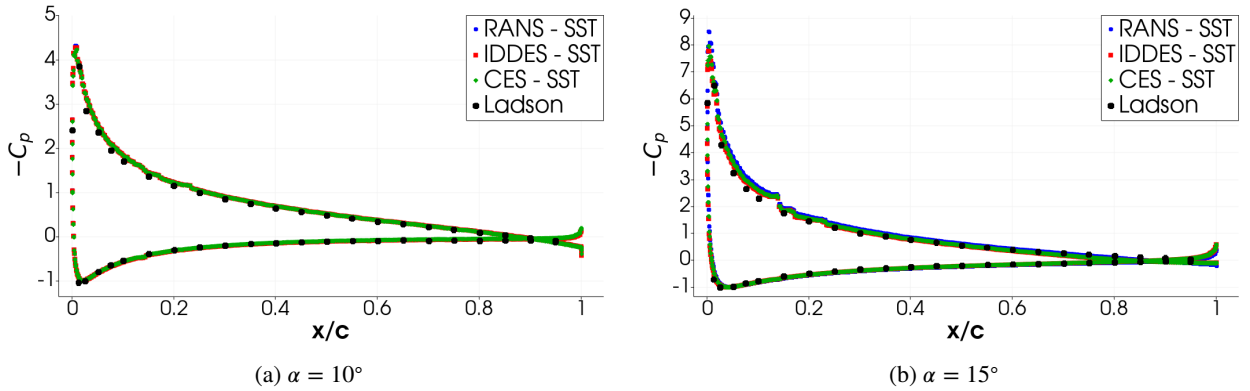 5
4
3
2
1
0
-1
−Cₚ
0
0.2
0.4
0.6
0.8
1
x/c
RANS - SST
IDDES - SST
CES - SST
Ladson
(a) α = 10°
9
8
7
6
5
4
3
2
1
0
-1
−Cₚ
0
0.2
0.4
0.6
0.8
1
x/c
RANS - SST
IDDES - SST
CES - SST
Ladson
(b) α = 15°